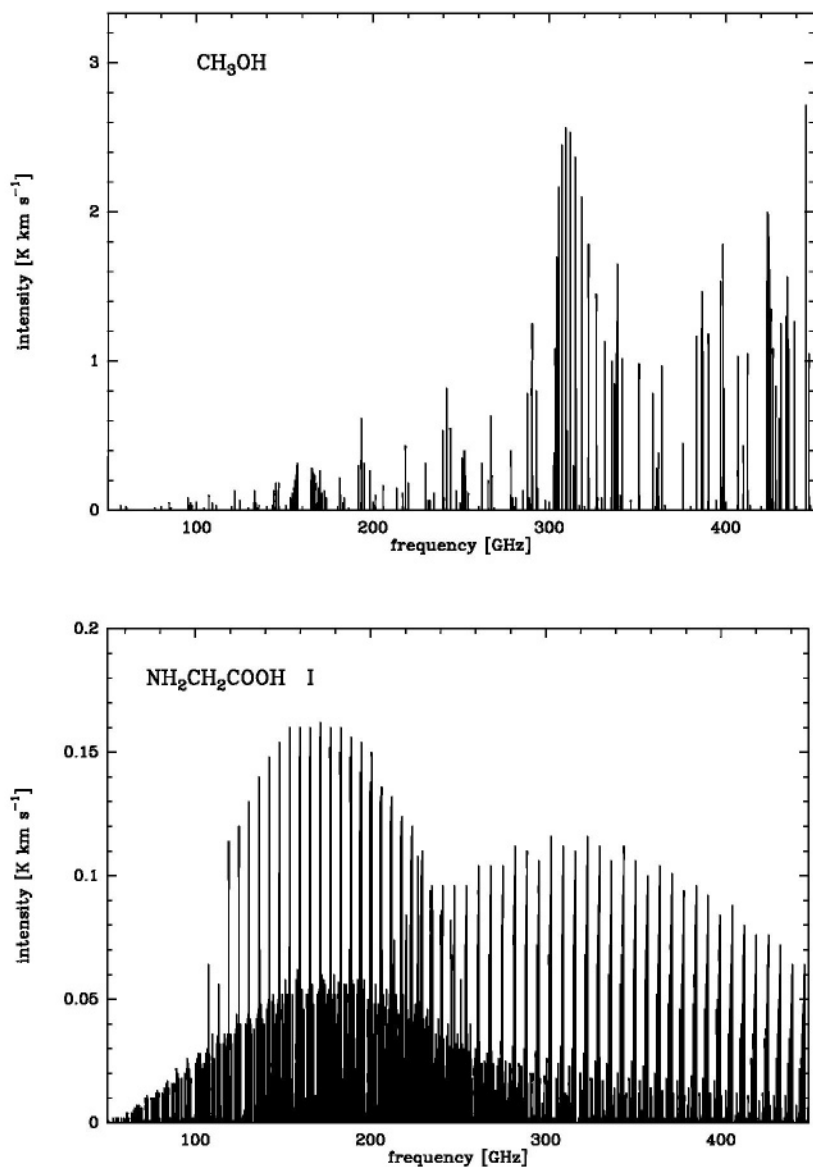 3
CH₃OH
2
intensity [K km s⁻¹]
1
0
100 200 300 400
frequency [GHz]
0.2
NH₂CH₂COOH I
0.15
intensity [K km s⁻¹]
0.1
0.05
0
100 200 300 400
frequency [GHz]